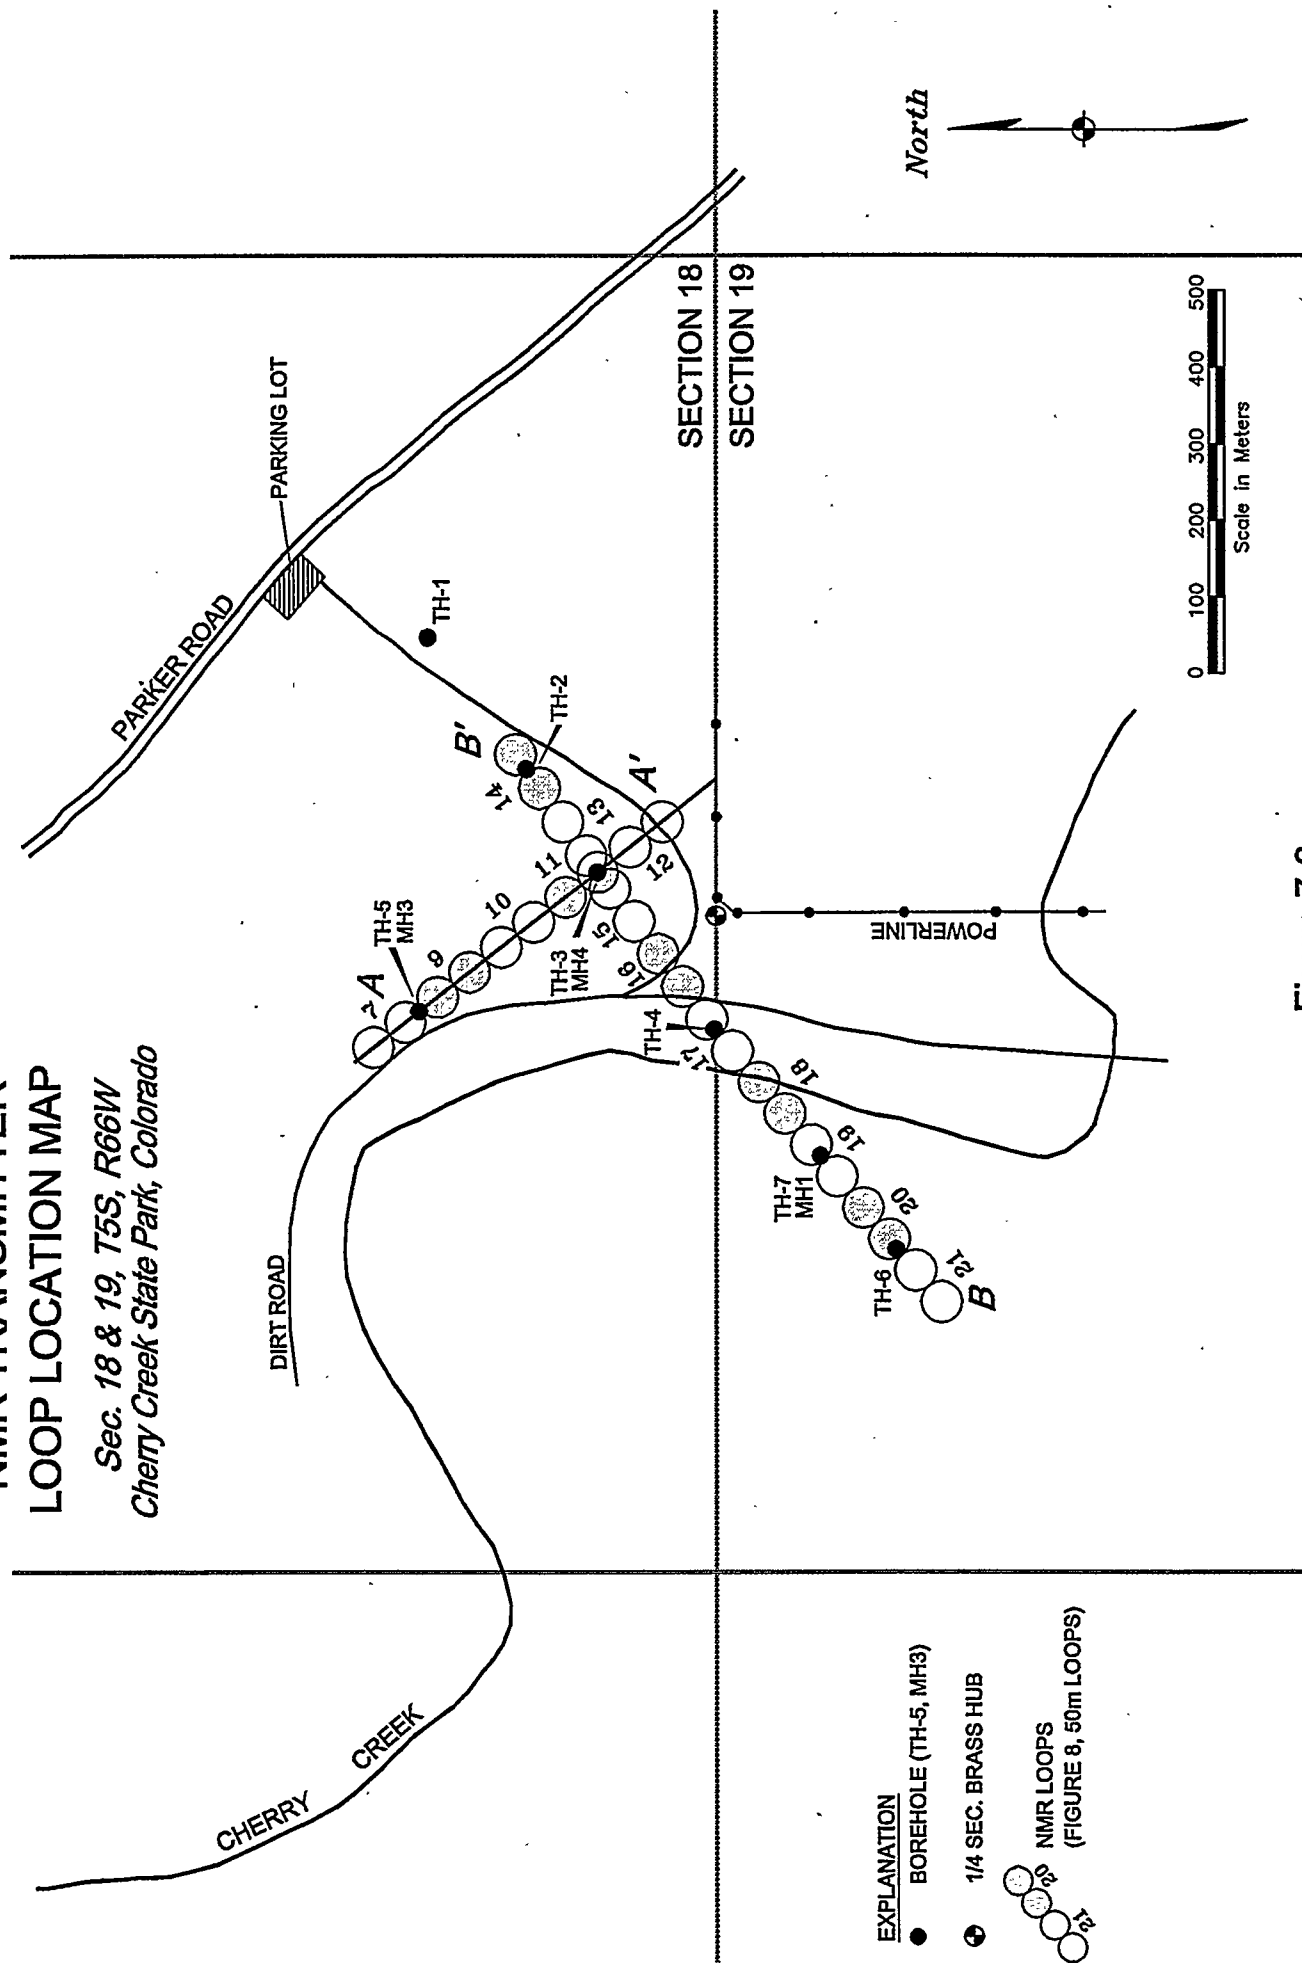 LOOP LOCATION MAP
Sec. 18 & 19, T5S, R66W
Cherry Creek State Park, Colorado
PARKER ROAD
PARKING LOT
DIRT ROAD
CHERRY CREEK
TH-1
TH-2
B'
14
13
A'
11
12
10
TH-5
MH3
9
A
7
TH-3
MH4
15
16
TH-4
17
18
19
TH-7
MH1
20
TH-6
21
B
SECTION 18
SECTION 19
POWERLINE
North
0 100 200 300 400 500
Scale in Meters
EXPLANATION
BOREHOLE (TH-5, MH3)
1/4 SEC. BRASS HUB
NMR LOOPS
(FIGURE 8, 50m LOOPS)
20
21